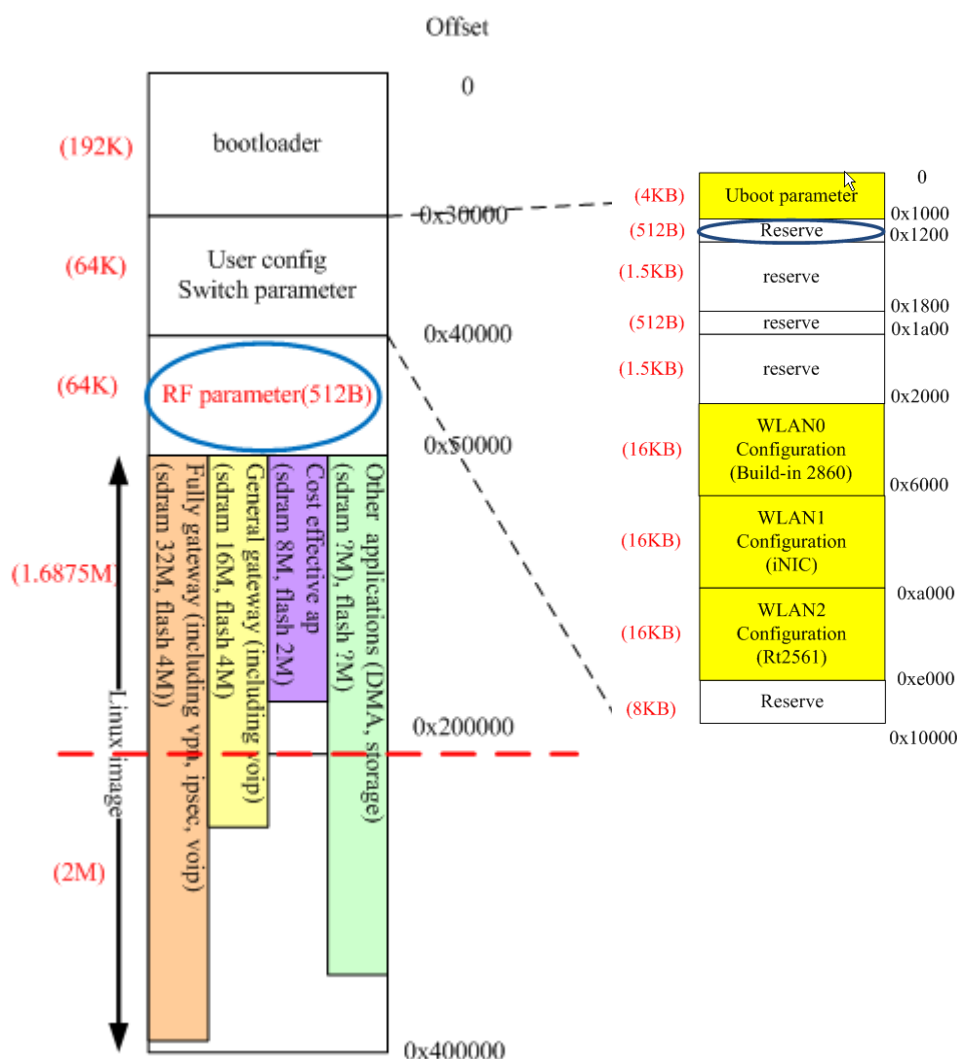 Offset
0
(192K)
bootloader
0x30000
(64K)
User config
Switch parameter
0x40000
(64K)
RF parameter(512B)
0x50000
Fully gateway (including vpn, ipsec, voip)
(sdram 32M, flash 4M))
General gateway (including voip)
(sdram 16M, flash 4M)
Cost effective ap
(sdram 8M, flash 2M)
Other applications (DMA, storage)
(sdram ?M), flash ?M)
(1.6875M)
Linux image
0x200000
(2M)
0x400000
0
(4KB)
Uboot parameter
0x1000
(512B)
Reserve
0x1200
(1.5KB)
reserve
0x1800
(512B)
reserve
0x1a00
(1.5KB)
reserve
0x2000
(16KB)
WLAN0
Configuration
(Build-in 2860)
0x6000
(16KB)
WLAN1
Configuration
(iNIC)
0xa000
(16KB)
WLAN2
Configuration
(Rt2561)
0xe000
(8KB)
Reserve
0x10000